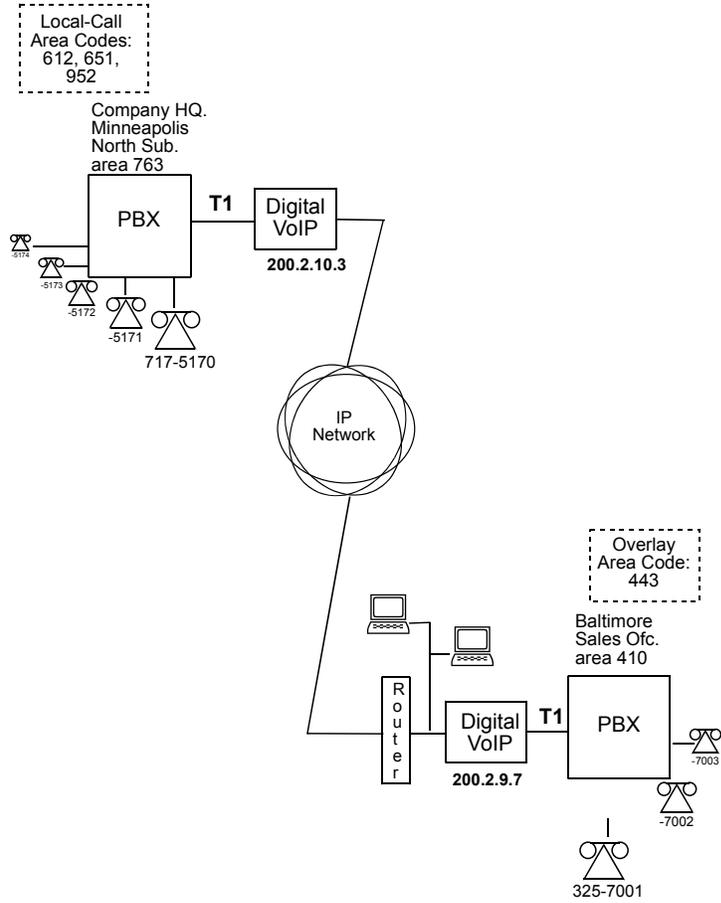 Local-Call
Area Codes:
612, 651,
952
Company HQ.
Minneapolis
North Sub.
area 763
PBX
T1
Digital
VoIP
200.2.10.3
-5174
-5173
-5172
-5171
717-5170
IP
Network
Overlay
Area Code:
443
Baltimore
Sales Ofc.
area 410
Router
Digital
VoIP
T1
PBX
200.2.9.7
-7003
-7002
325-7001